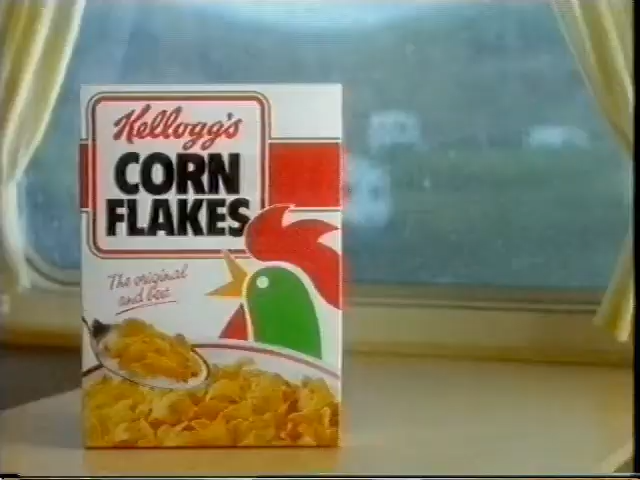 Kellogg's
CORN
FLAKES
The original
and best